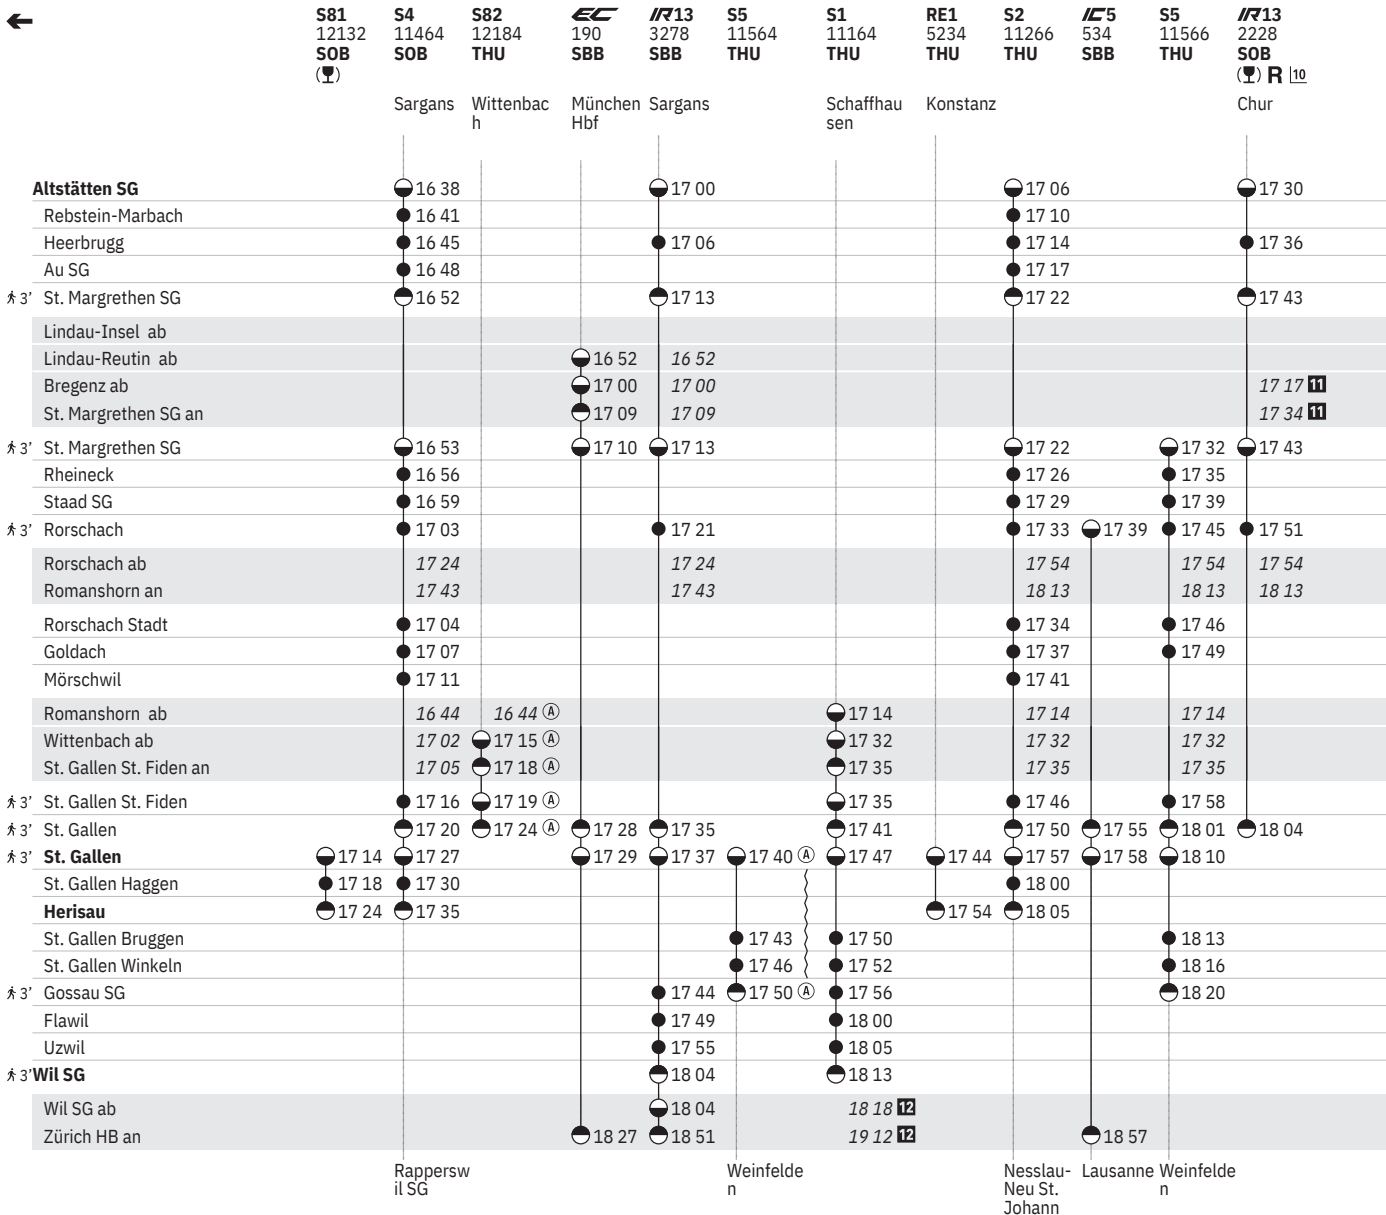 S81 S4 S82 EC IR13 S5 S1 RE1 S2 IC5 S5 IR13
12132 11464 12184 190 3278 11564 11164 5234 11266 534 11566 2228
SOB SOB THU SBB SBB THU THU THU THU SBB THU SOB
R 10
Sargans Wittenbac München Sargans Schaffhau Konstanz Chur
h Hbf sen
Altstätten SG 16 38 17 00 17 06 17 30
Rebstein-Marbach 16 41 17 10
Heerbrugg 16 45 17 06 17 14 17 36
Au SG 16 48 17 17
3' St. Margrethen SG 16 52 17 13 17 22 17 43
Lindau-Insel ab
Lindau-Reutin ab 16 52 16 52
Bregenz ab 17 00 17 00 17 17 11
St. Margrethen SG an 17 09 17 09 17 34 11
3' St. Margrethen SG 16 53 17 10 17 13 17 22 17 32 17 43
Rheineck 16 56 17 26 17 35
Staad SG 16 59 17 29 17 39
3' Rorschach 17 03 17 21 17 33 17 39 17 45 17 51
Rorschach ab 17 24 17 24 17 54 17 54 17 54
Romanshorn an 17 43 17 43 18 13 18 13 18 13
Rorschach Stadt 17 04 17 34 17 46
Goldach 17 07 17 37 17 49
Mörschwil 17 11 17 41
Romanshorn ab 16 44 16 44 A 17 14 17 14 17 14
Wittenbach ab 17 02 17 15 A 17 32 17 32 17 32
St. Gallen St. Fiden an 17 05 17 18 A 17 35 17 35 17 35
3' St. Gallen St. Fiden 17 16 17 19 A 17 35 17 46 17 58
3' St. Gallen 17 20 17 24 A 17 28 17 35 17 41 17 50 17 55 18 01 18 04
3' St. Gallen 17 14 17 27 17 29 17 37 17 40 A 17 47 17 44 17 57 17 58 18 10
St. Gallen Haggen 17 18 17 30 18 00
Herisau 17 24 17 35 17 54 18 05
St. Gallen Bruggen 17 43 17 50 18 13
St. Gallen Winkeln 17 46 17 52 18 16
3' Gossau SG 17 44 17 50 A 17 56 18 20
Flawil 17 49 18 00
Uzwil 17 55 18 05
3' Wil SG 18 04 18 13
Wil SG ab 18 04 18 18 12
Zürich HB an 18 27 18 51 19 12 12 18 57
Rappersw Weinfelde Nesslau- Lausanne Weinfelde
il SG n Neu St. n
Johann